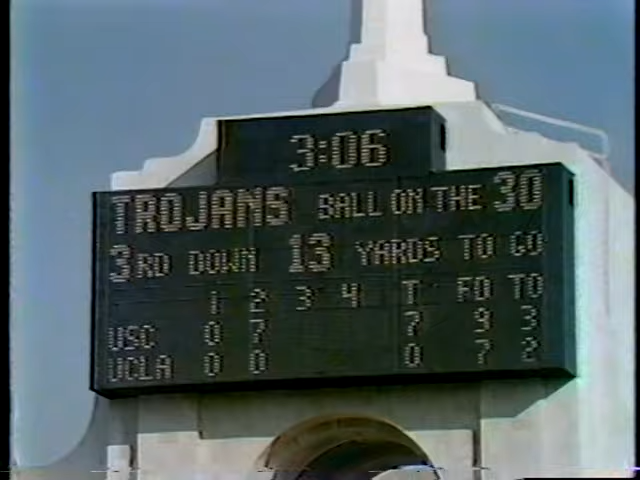 3:06
TROJANS BALL ON THE 30
3RD DOWN 13 YARDS TO GO
1 2 3 4 T FD TO
USC 0 7 7 9 3
UCLA 0 0 0 7 2